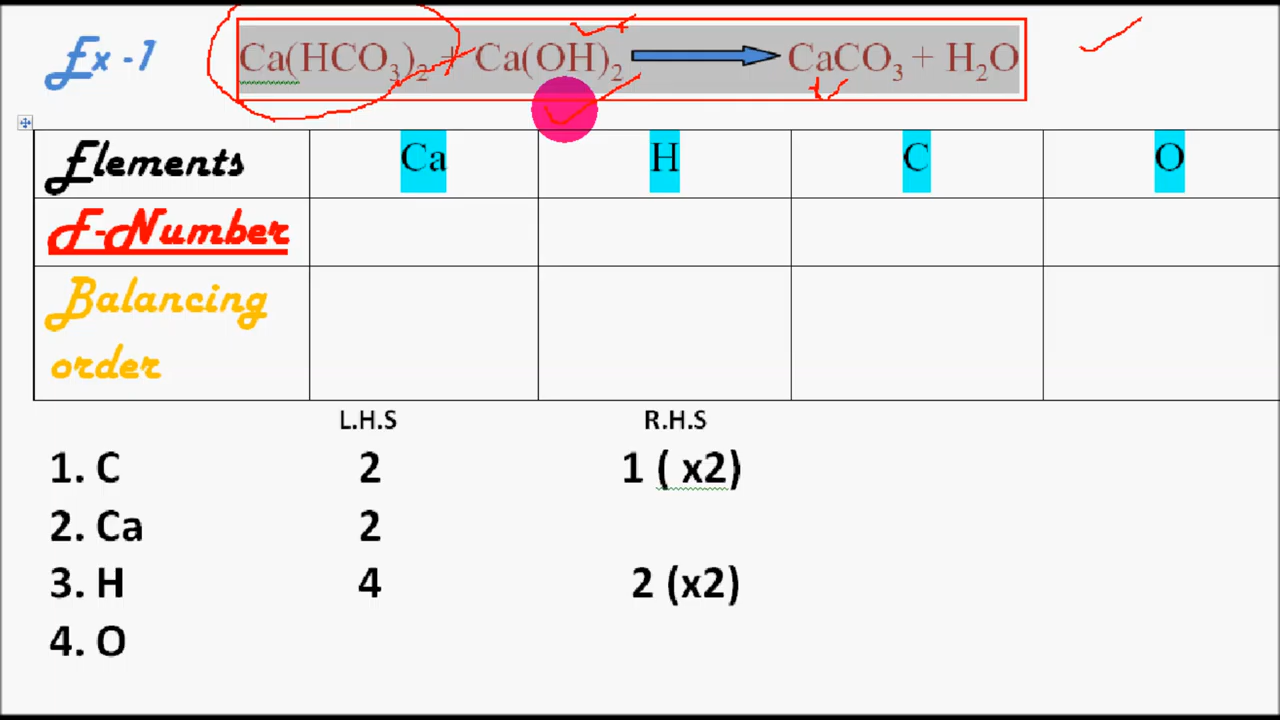 Ex -1 Ca(HCO₃)₂ + Ca(OH)₂ → CaCO₃ + H₂O
Elements Ca H C O
F-Number
Balancing
order
L.H.S R.H.S
1. C 2 1 ( x2)
2. Ca 2
3. H 4 2 (x2)
4. O